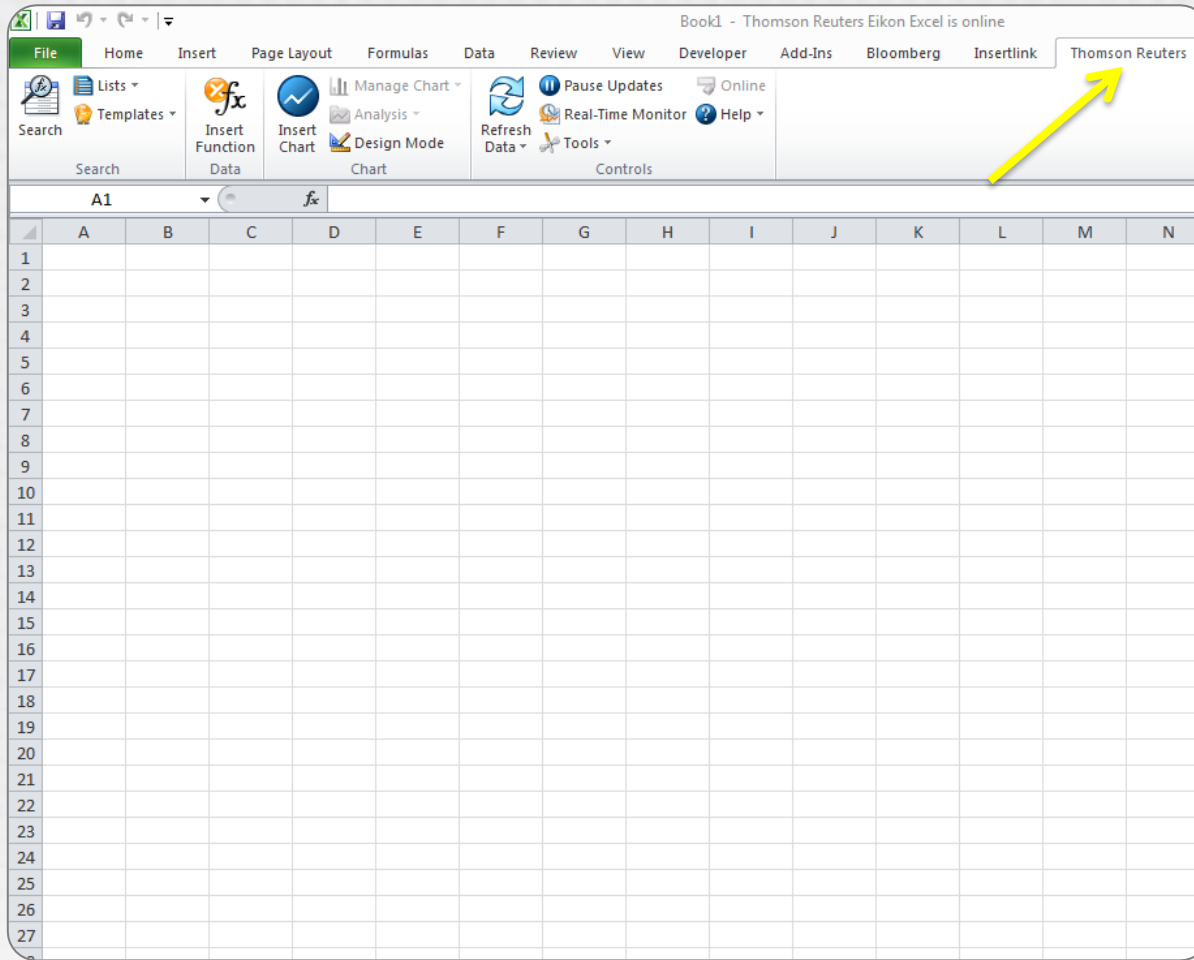 Book1 - Thomson Reuters Eikon Excel is online
File Home Insert Page Layout Formulas Data Review View Developer Add-Ins Bloomberg Insertlink Thomson Reuters
Search
Lists
Templates
Search
Insert
Function
Data
Insert
Chart
Manage Chart
Analysis
Design Mode
Chart
Refresh
Data
Pause Updates
Real-Time Monitor
Tools
Online
Help
Controls
A1 fx
A B C D E F G H I J K L M N
1
2
3
4
5
6
7
8
9
10
11
12
13
14
15
16
17
18
19
20
21
22
23
24
25
26
27